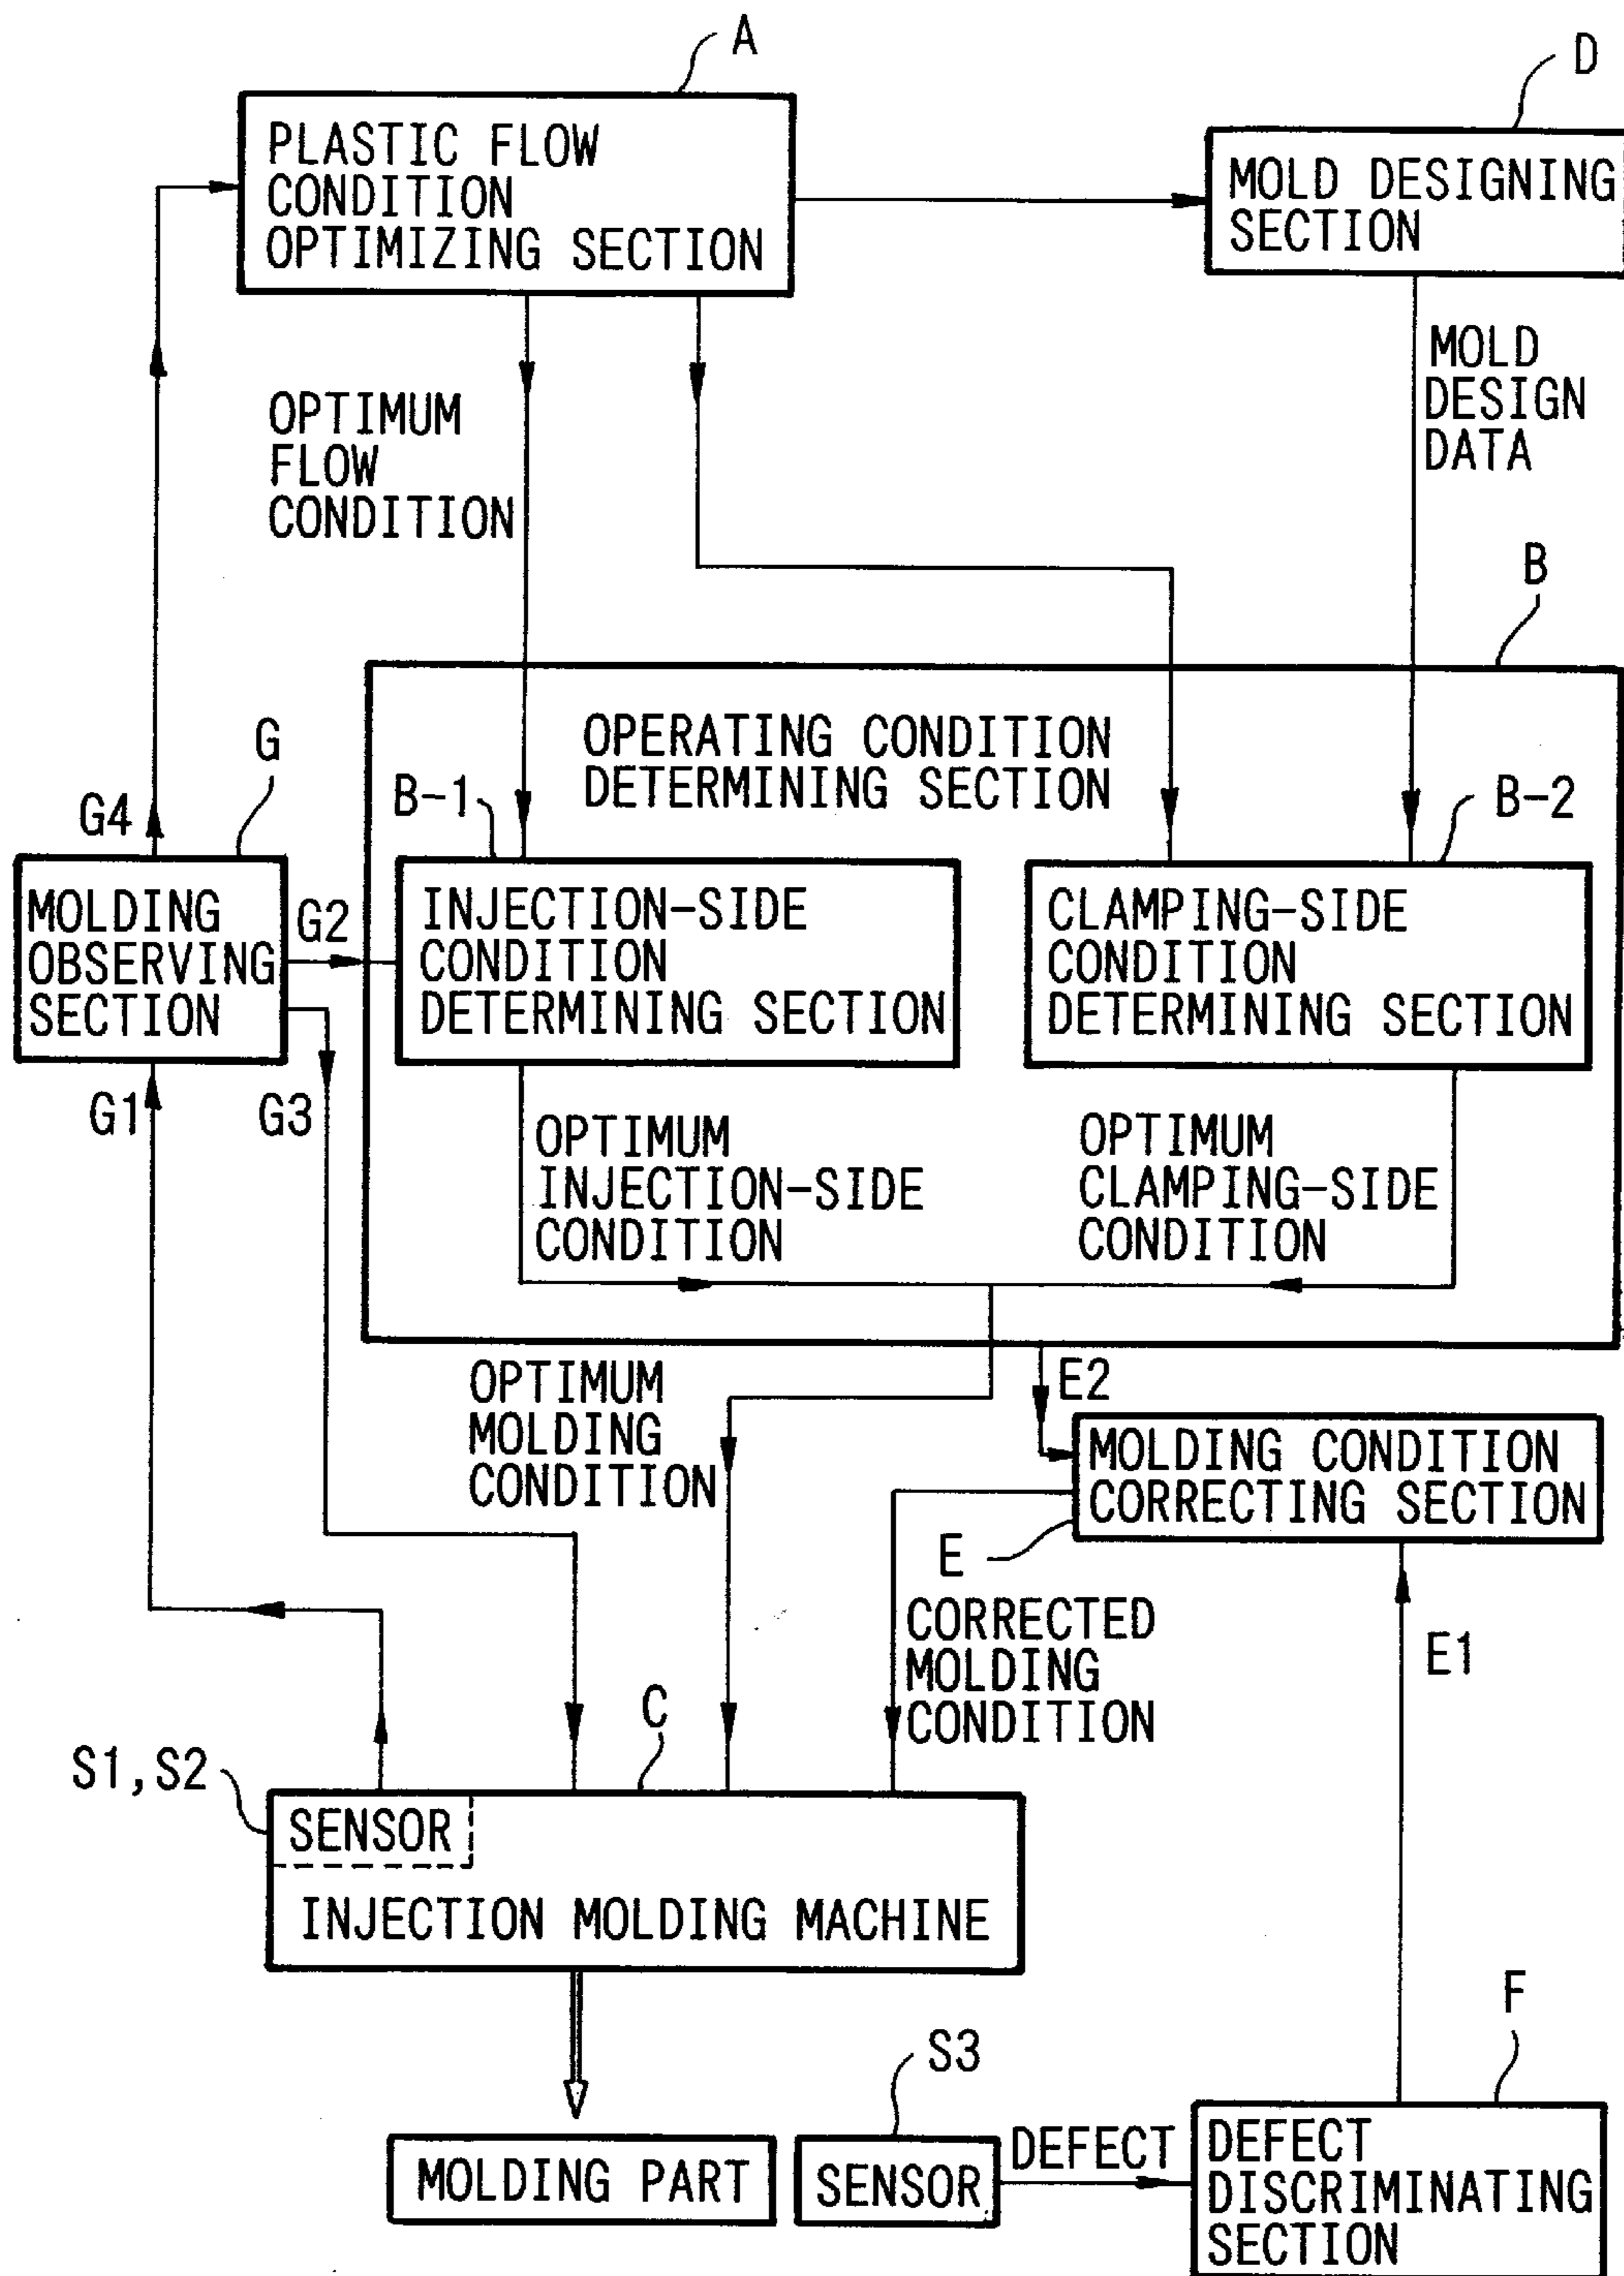 A
D
PLASTIC FLOW
CONDITION
OPTIMIZING SECTION
MOLD DESIGNING
SECTION
OPTIMUM
FLOW
CONDITION
MOLD
DESIGN
DATA
B
OPERATING CONDITION
DETERMINING SECTION
G
B-1
B-2
G4
MOLDING
OBSERVING
SECTION
G2
INJECTION-SIDE
CONDITION
DETERMINING SECTION
CLAMPING-SIDE
CONDITION
DETERMINING SECTION
G1
G3
OPTIMUM
INJECTION-SIDE
CONDITION
OPTIMUM
CLAMPING-SIDE
CONDITION
OPTIMUM
MOLDING
CONDITION
E2
MOLDING CONDITION
CORRECTING SECTION
E
CORRECTED
MOLDING
CONDITION
E1
C
S1,S2
SENSOR
INJECTION MOLDING MACHINE
F
S3
MOLDING PART
SENSOR
DEFECT
DEFECT
DISCRIMINATING
SECTION